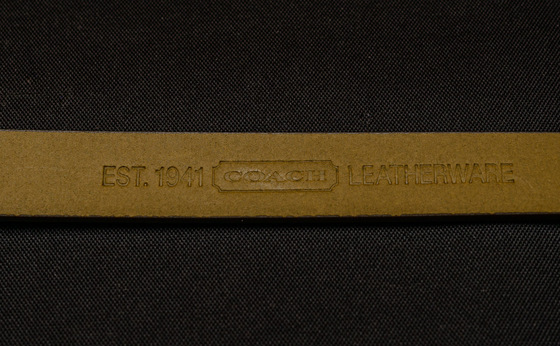 EST. 1941 COACH LEATHERWARE